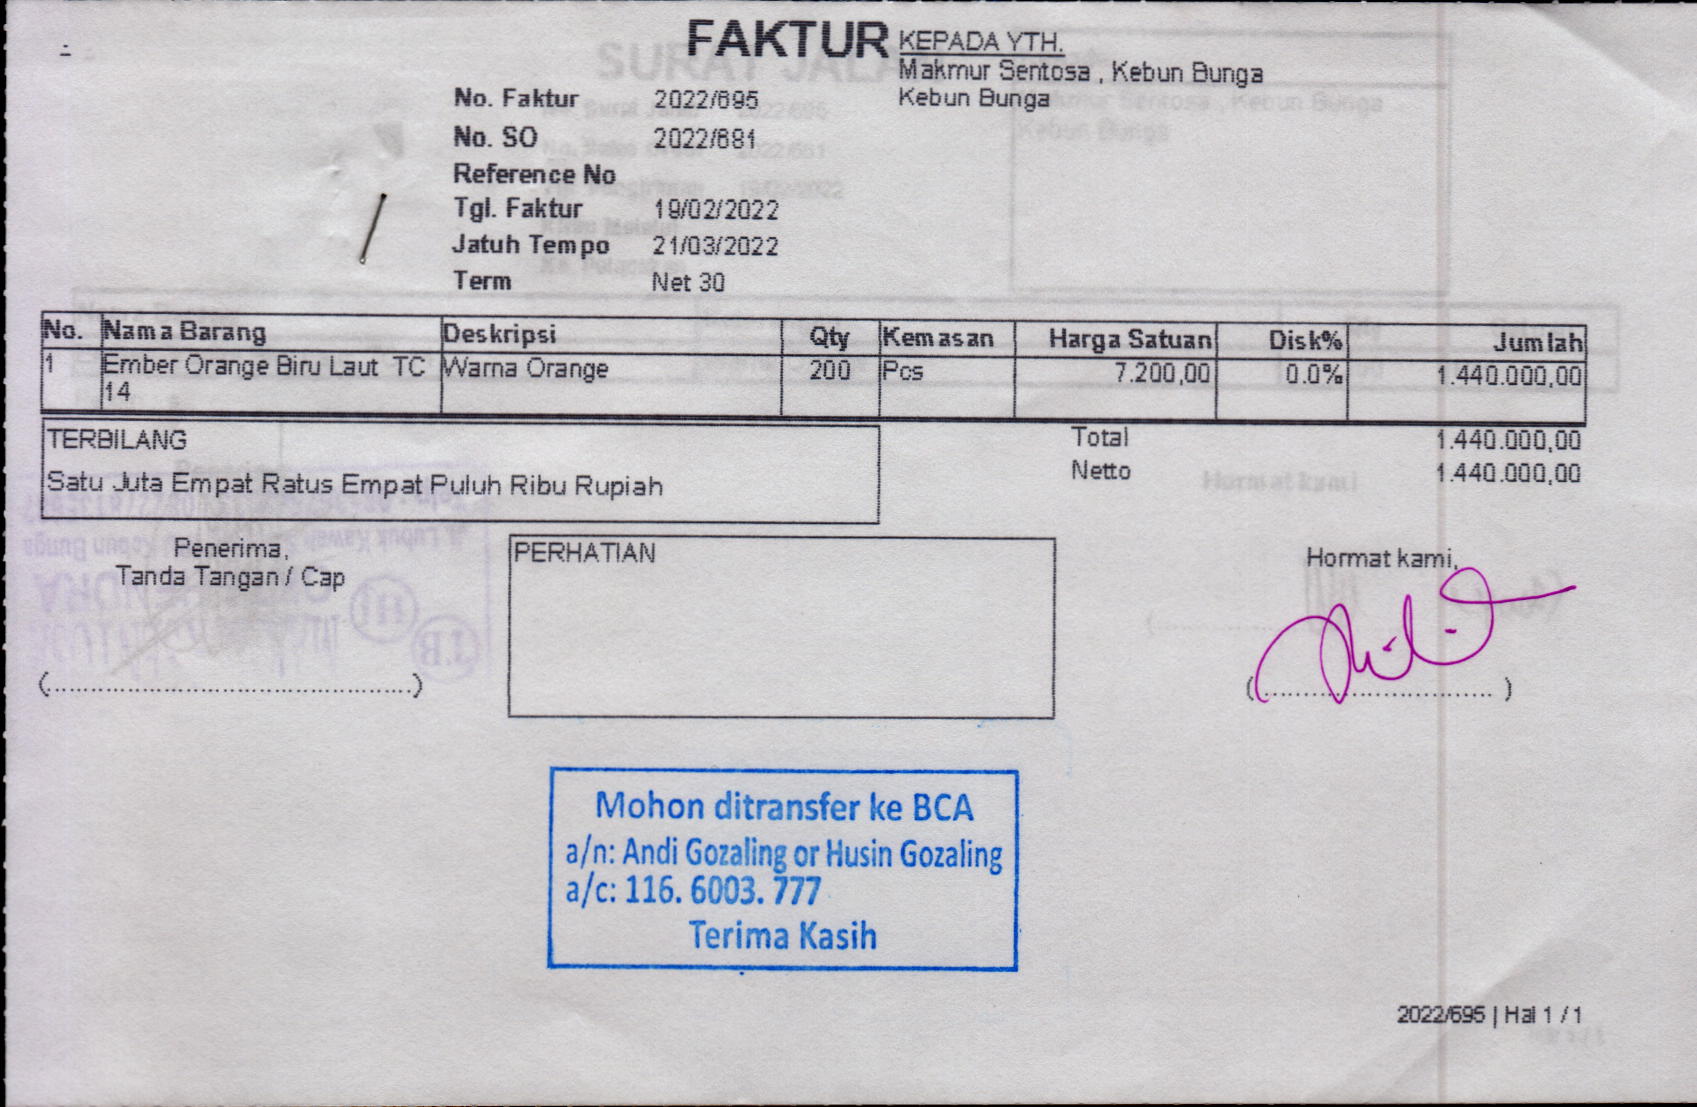 FAKTUR
KEPADA YTH.
Makmur Sentosa , Kebun Bunga
Kebun Bunga
No. Faktur 2022/695
No. SO 2022/681
Reference No
Tgl. Faktur 19/02/2022
Jatuh Tempo 21/03/2022
Term Net 30
No. Nama Barang Deskripsi Qty Kemasan Harga Satuan Disk% Jumlah
1 Ember Orange Biru Laut TC Warna Orange 200 Pcs 7.200,00 0.0% 1.440.000,00
14
TERBILANG
Satu Juta Empat Ratus Empat Puluh Ribu Rupiah
Total 1.440.000,00
Netto 1.440.000,00
Penerima,
Tanda Tangan / Cap
(................................................)
PERHATIAN
Hormat kami,
(.............................. )
Mohon ditransfer ke BCA
a/n: Andi Gozaling or Husin Gozaling
a/c: 116. 6003. 777
Terima Kasih
2022/695 | Hal 1 / 1